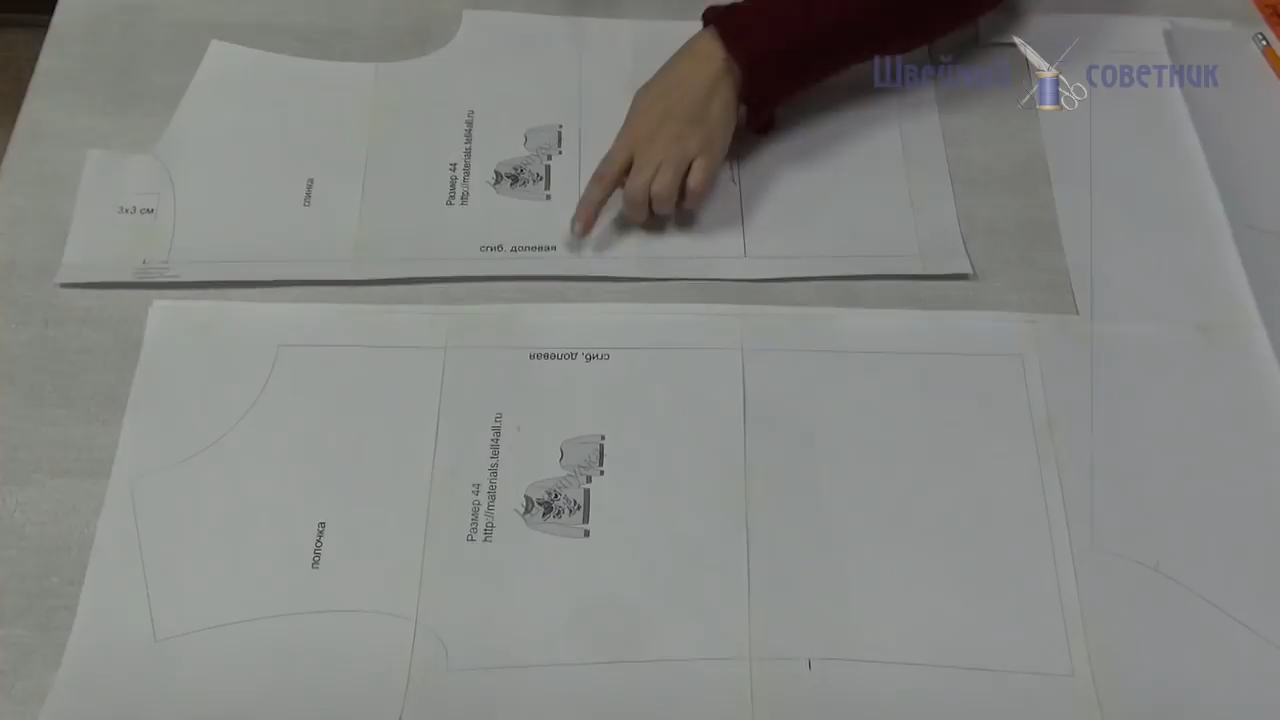 Швейный советник
3х3 см
спинка
Размер 44
http://materials.tell4all.ru
сгиб, долевая
сгиб, долевая
Размер 44
http://materials.tell4all.ru
полочка